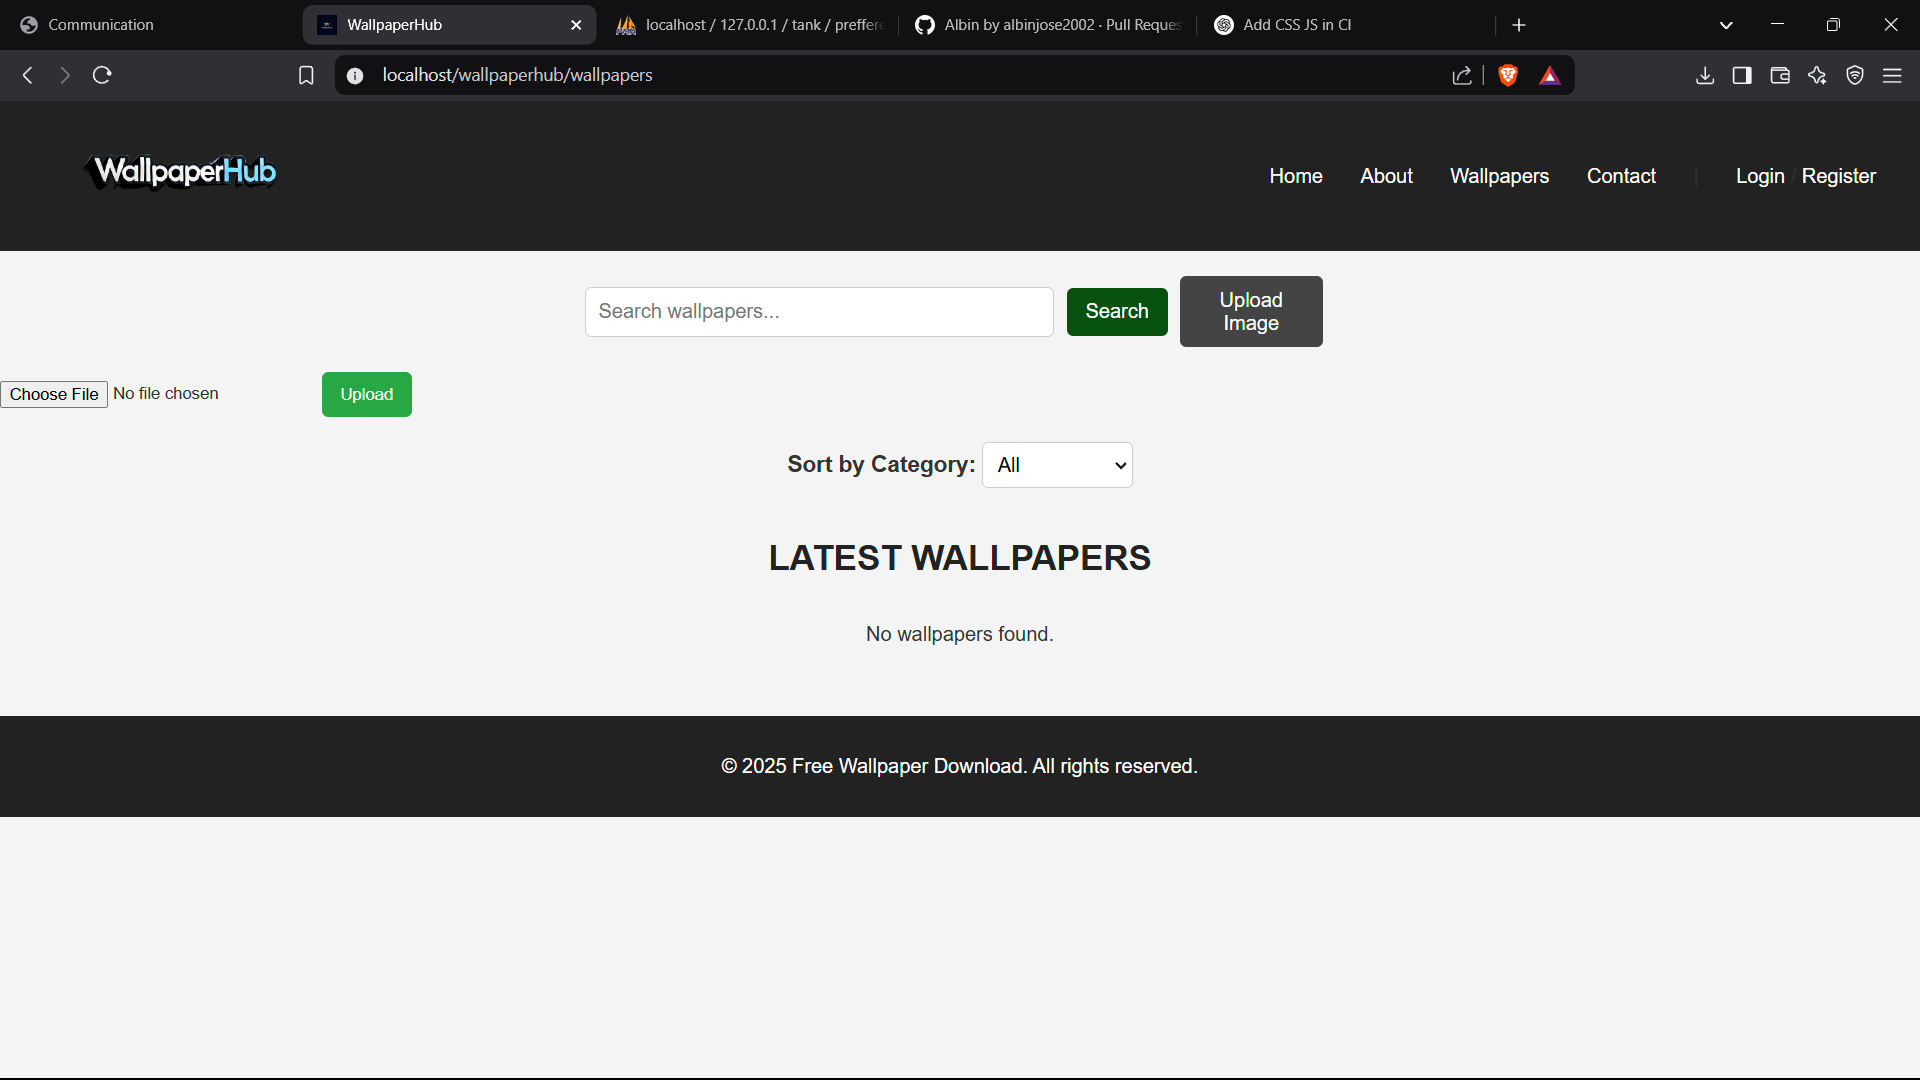 Communication
WallpaperHub
localhost / 127.0.0.1 / tank / preffere
Albin by albinjose2002 · Pull Reques
Add CSS JS in CI
localhost/wallpaperhub/wallpapers
WallpaperHub
Home
About
Wallpapers
Contact
Login / Register
Search wallpapers...
Search
Upload
Image
Choose File No file chosen
Upload
Sort by Category:
All
LATEST WALLPAPERS
No wallpapers found.
© 2025 Free Wallpaper Download. All rights reserved.